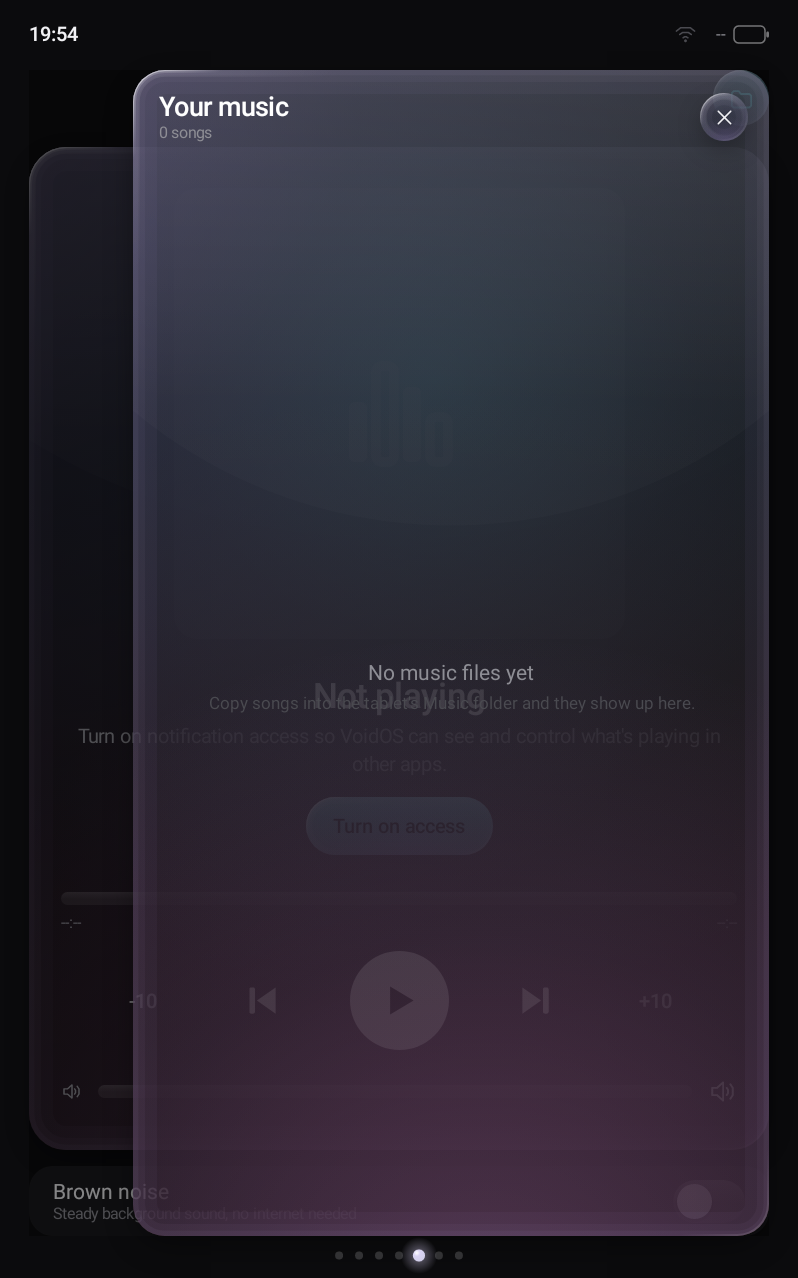 19:54
--
Your music
0 songs
No music files yet
Not playing
Copy songs into the tablet's Music folder and they show up here.
Turn on notification access so VoidOS can see and control what's playing in
other apps.
Turn on access
--:--
--:--
-10
+10
Brown noise
Steady background sound, no internet needed